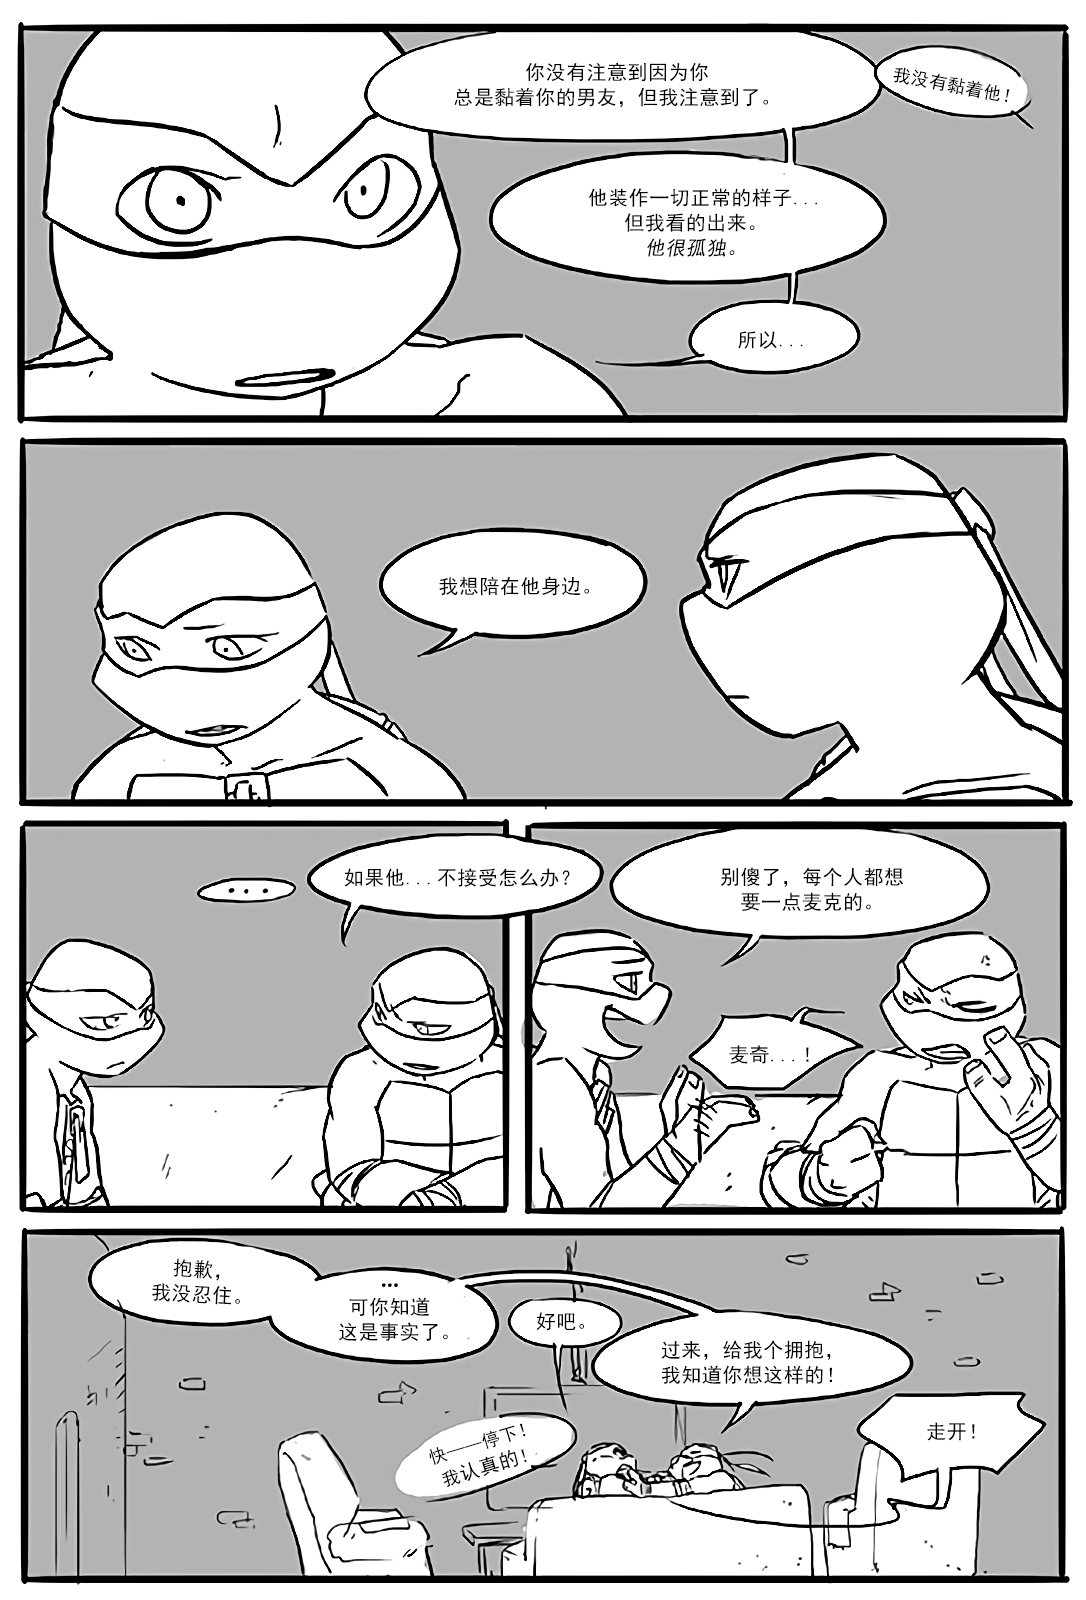 你没有注意到因为你
总是黏着你的男友，但我注意到了。
我没有黏着他！
他装作一切正常的样子...
但我看的出来。
他很孤独。
所以...
我想陪在他身边。
...
如果他...不接受怎么办？
别傻了，每个人都想
要一点麦克的。
麦奇...！
抱歉，
我没忍住。
...
可你知道
这是事实了。
好吧。
过来，给我个拥抱，
我知道你想这样的！
快——停下！
我认真的！
走开！